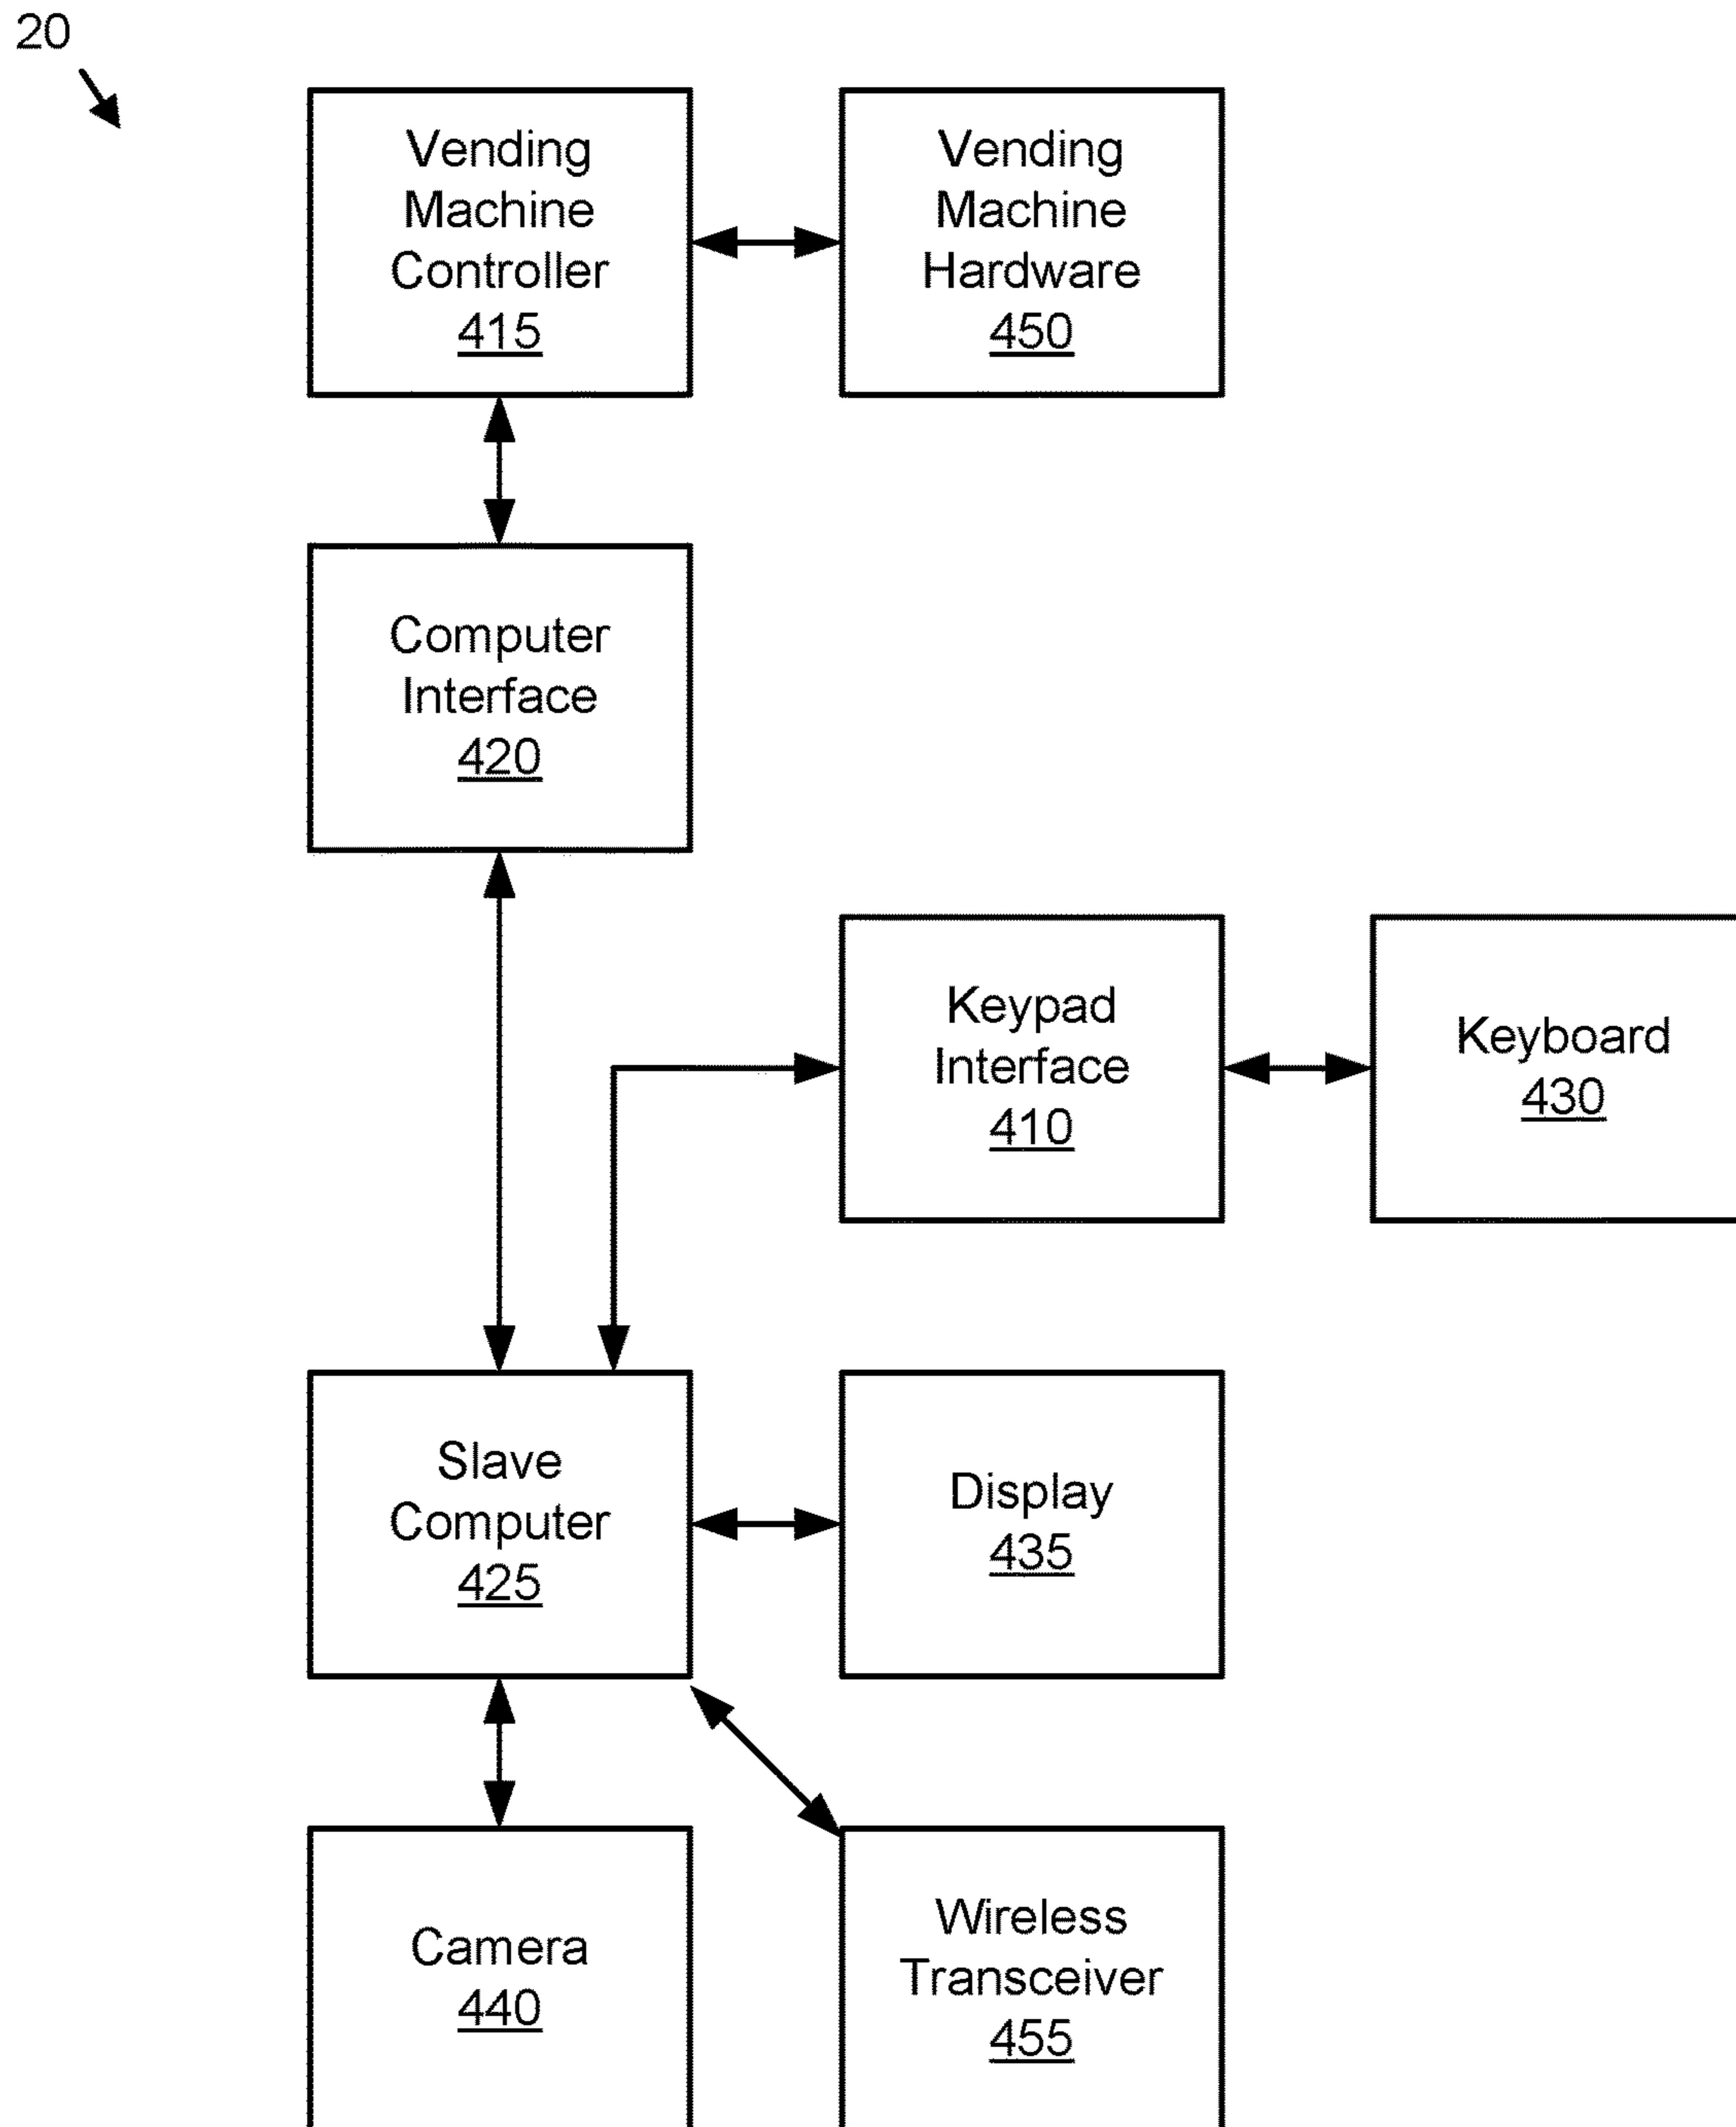 20
Vending
Machine
Controller
415
Vending
Machine
Hardware
450
Computer
Interface
420
Keypad
Interface
410
Keyboard
430
Slave
Computer
425
Display
435
Camera
440
Wireless
Transceiver
455